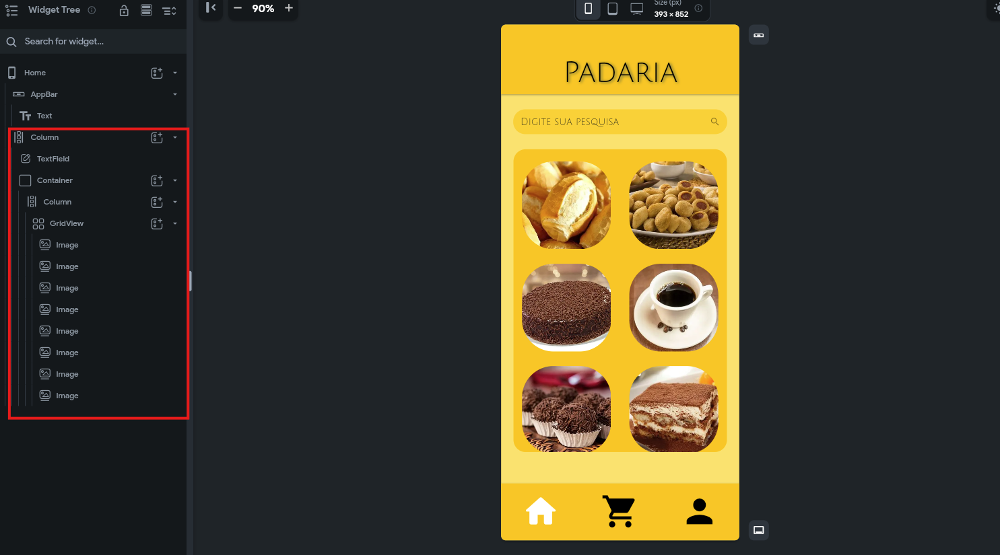 Widget Tree
90%
Size (px)
393 × 852
Search for widget...
Home
AppBar
Text
Column
TextField
Container
Column
GridView
Image
Image
Image
Image
Image
Image
Image
Image
Padaria
Digite sua pesquisa